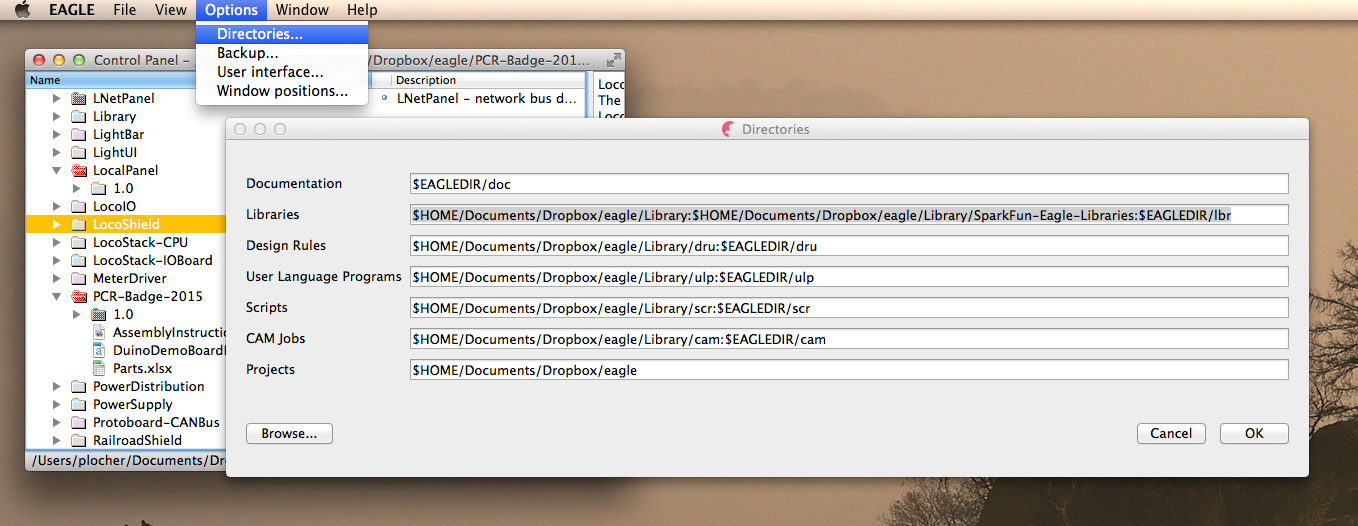 EAGLE File View Options Window Help
Directories...
Backup...
User interface...
Window positions...
Control Panel – /Dropbox/eagle/PCR-Badge-201...
Name Description
LNetPanel LNetPanel – network bus d...
Library
LightBar
LightUI
LocalPanel
1.0
LocoIO
LocoShield
LocoStack-CPU
LocoStack-IOBoard
MeterDriver
PCR-Badge-2015
1.0
AssemblyInstructi
DuinoDemoBoard
Parts.xlsx
PowerDistribution
PowerSupply
Protoboard-CANBus
RailroadShield
/Users/plocher/Documents/Dr
Loco
The
Loco
Directories
Documentation $EAGLEDIR/doc
Libraries $HOME/Documents/Dropbox/eagle/Library:$HOME/Documents/Dropbox/eagle/Library/SparkFun-Eagle-Libraries:$EAGLEDIR/lbr
Design Rules $HOME/Documents/Dropbox/eagle/Library/dru:$EAGLEDIR/dru
User Language Programs $HOME/Documents/Dropbox/eagle/Library/ulp:$EAGLEDIR/ulp
Scripts $HOME/Documents/Dropbox/eagle/Library/scr:$EAGLEDIR/scr
CAM Jobs $HOME/Documents/Dropbox/eagle/Library/cam:$EAGLEDIR/cam
Projects $HOME/Documents/Dropbox/eagle
Browse... Cancel OK